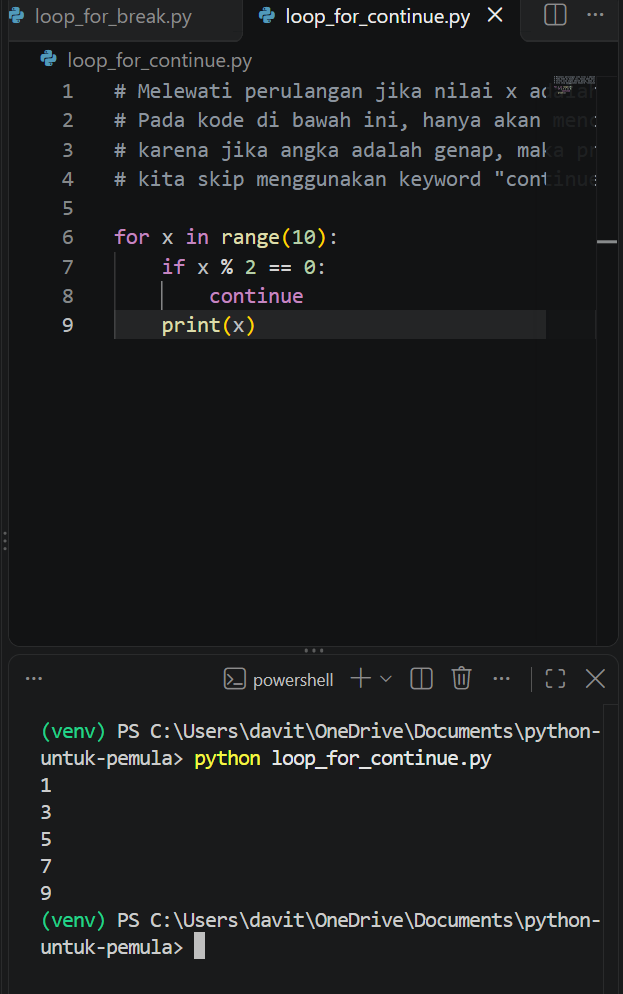 loop_for_break.py
loop_for_continue.py
loop_for_continue.py
1 # Melewati perulangan jika nilai x
2 # Pada kode di bawah ini, hanya akan
3 # karena jika angka adalah genap, maka
4 # kita skip menggunakan keyword "continue
5
6 for x in range(10):
7 if x % 2 == 0:
8 continue
9 print(x)
powershell
(venv) PS C:\Users\davit\OneDrive\Documents\python-
untuk-pemula> python loop_for_continue.py
1
3
5
7
9
(venv) PS C:\Users\davit\OneDrive\Documents\python-
untuk-pemula>